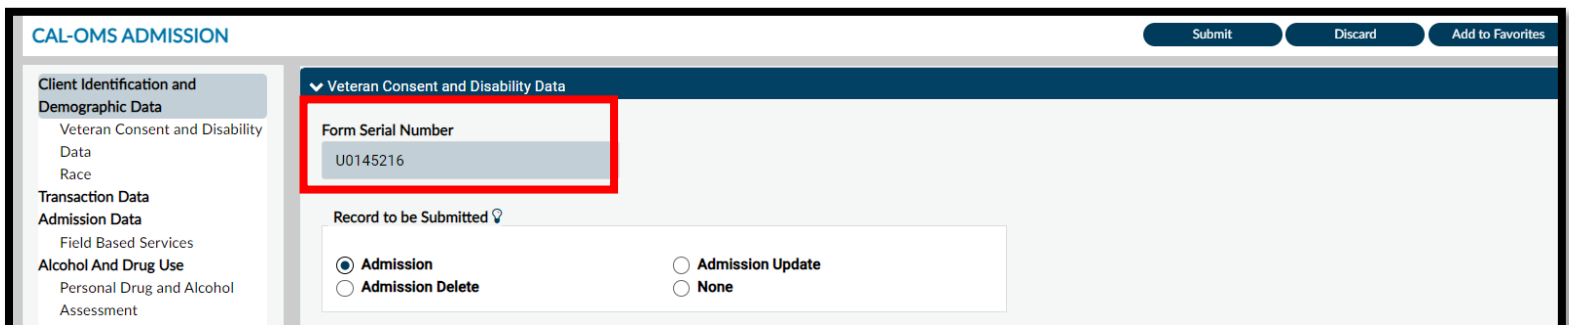 CAL-OMS ADMISSION
Submit
Discard
Add to Favorites
Client Identification and
Demographic Data
Veteran Consent and Disability
Data
Race
Transaction Data
Admission Data
Field Based Services
Alcohol And Drug Use
Personal Drug and Alcohol
Assessment
Veteran Consent and Disability Data
Form Serial Number
U0145216
Record to be Submitted
Admission
Admission Update
Admission Delete
None